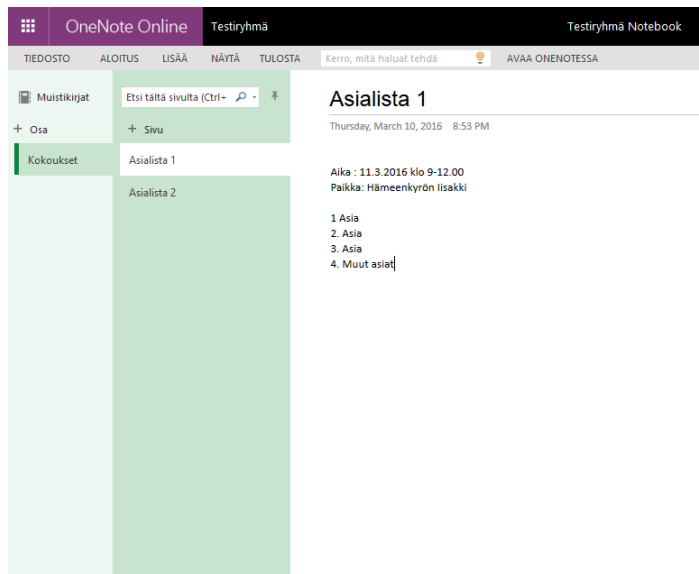 OneNote Online Testiryhmä Testiryhmä Notebook
TIEDOSTO ALOITUS LISÄÄ NÄYTÄ TULOSTA Kerro, mitä haluat tehdä AVAA ONENOTESSA
Muistikirjat
+ Osa
Kokoukset
Etsi tältä sivulta (Ctrl+
+ Sivu
Asialista 1
Asialista 2
Asialista 1
Thursday, March 10, 2016 8:53 PM
Aika : 11.3.2016 klo 9-12.00
Paikka: Hämeenkyrön Iisakki
1 Asia
2. Asia
3. Asia
4. Muut asiat